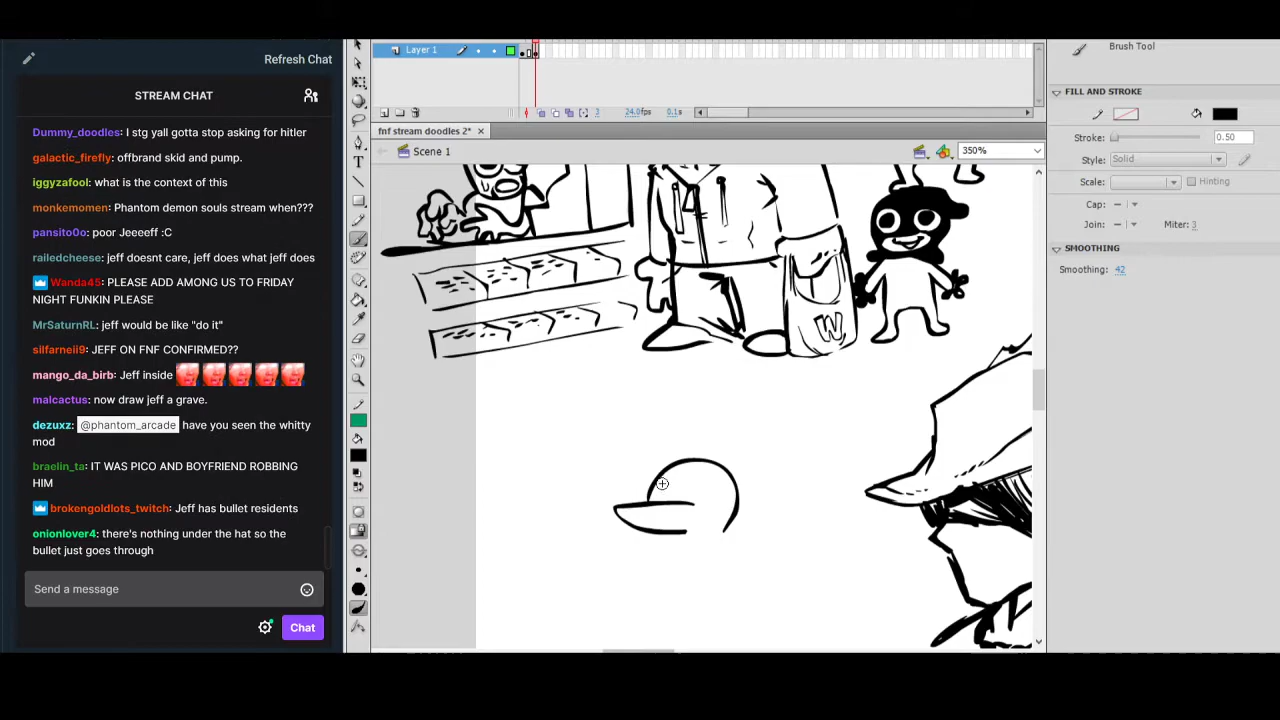 Refresh Chat
STREAM CHAT
Dummy_doodles: I stg yall gotta stop asking for hitler
galactic_firefly: offbrand skid and pump.
iggyzafool: what is the context of this
monkemomen: Phantom demon souls stream when???
pansito0o: poor Jeeeeff :C
railedcheese: jeff doesnt care, jeff does what jeff does
Wanda45: PLEASE ADD AMONG US TO FRIDAY
NIGHT FUNKIN PLEASE
MrSaturnRL: jeff would be like "do it"
silfarneii9: JEFF ON FNF CONFIRMED??
mango_da_birb: Jeff inside
malcactus: now draw jeff a grave.
dezuxz: @phantom_arcade have you seen the whitty
mod
braelin_ta: IT WAS PICO AND BOYFRIEND ROBBING
HIM
brokengoldlots_twitch: Jeff has bullet residents
onionlover4: there's nothing under the hat so the
bullet just goes through
Send a message
Chat
Layer 1
3 24.0fps 0.1s
fnf stream doodles 2* ×
Scene 1
350%
W
Brush Tool
FILL AND STROKE
Stroke: 0.50
Style: Solid
Scale: Hinting
Cap:
Join: Miter: 3
SMOOTHING
Smoothing: 42